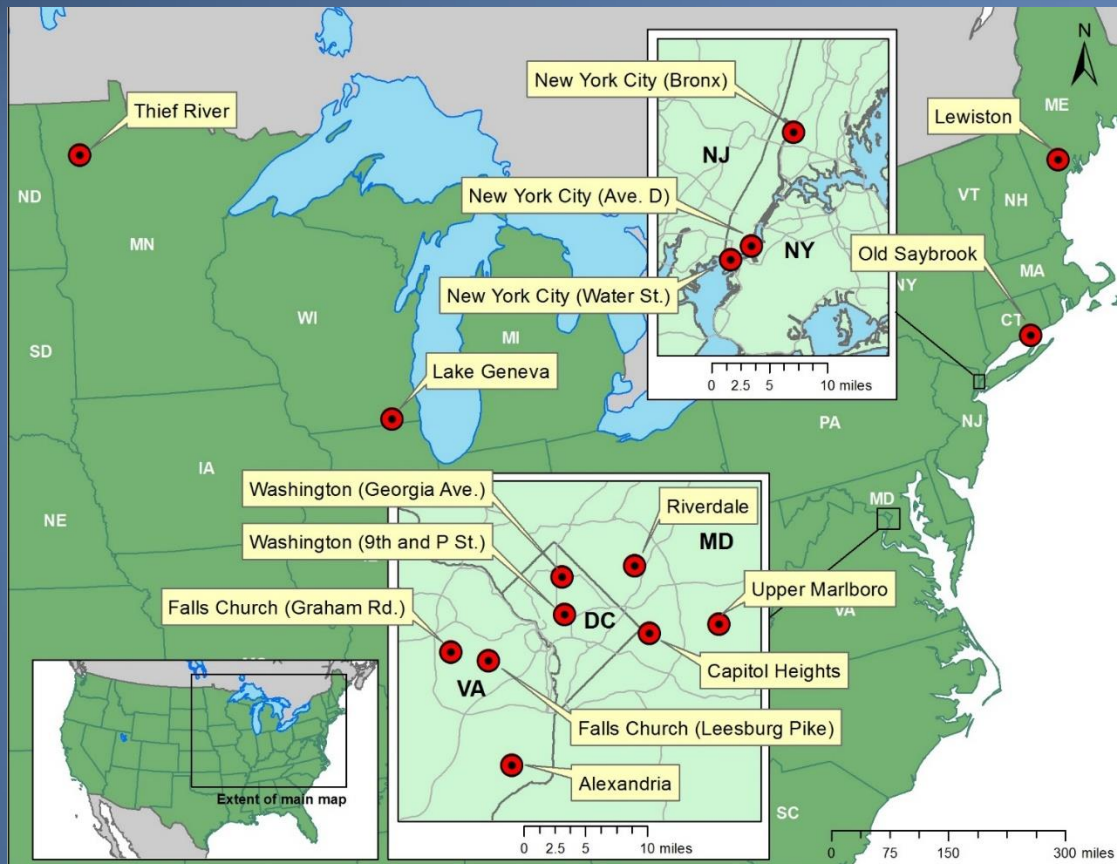 N
New York City (Bronx)
ME
Thief River
Lewiston
NJ
ND
VT
NH
New York City (Ave. D)
MN
NY
Old Saybrook
MA
NY
New York City (Water St.)
CT
WI
MI
SD
0 2.5 5 10 miles
Lake Geneva
PA
NJ
IA
Washington (Georgia Ave.)
Riverdale
MD
MD
NE
Washington (9th and P St.)
Upper Marlboro
Falls Church (Graham Rd.)
DC
VA
Capitol Heights
VA
Falls Church (Leesburg Pike)
Alexandria
Extent of main map
SC
0 2.5 5 10 miles
0 75 150 300 miles